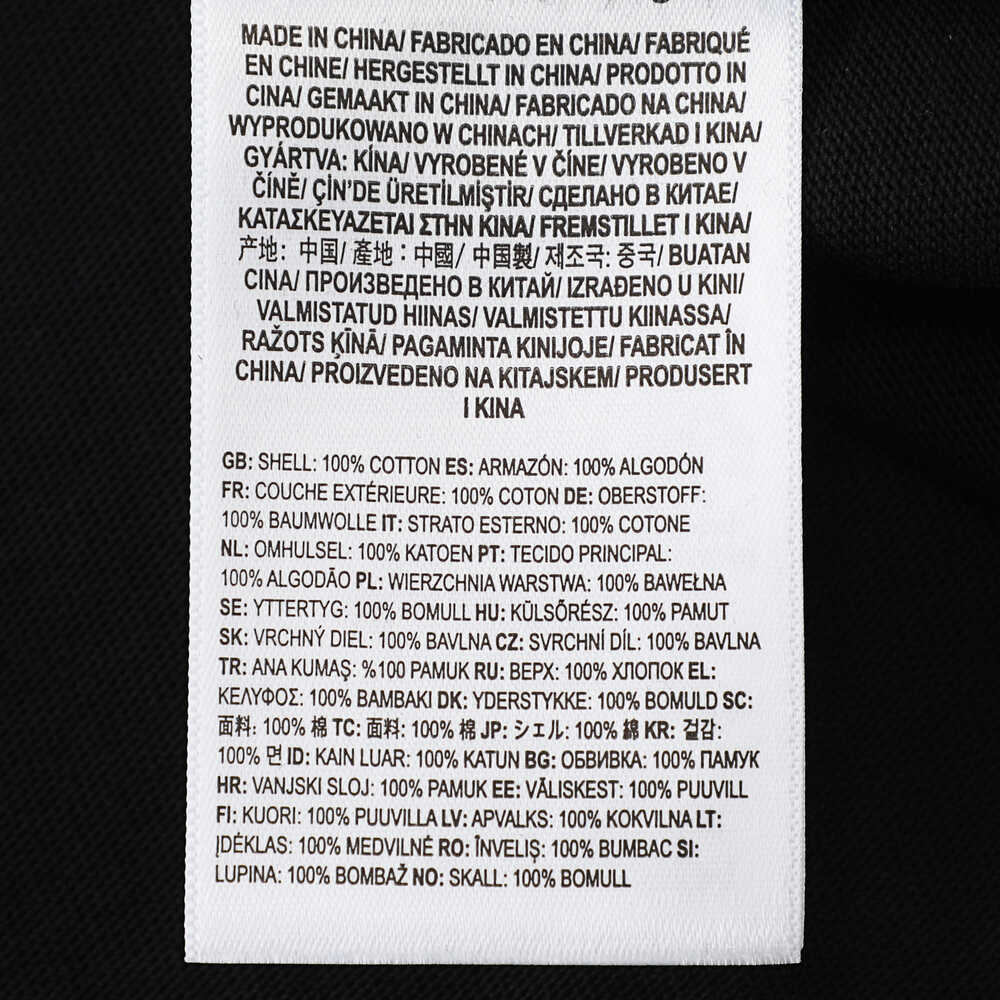 MADE IN CHINA/ FABRICADO EN CHINA/ FABRIQUÉ
EN CHINE/ HERGESTELLT IN CHINA/ PRODOTTO IN
CINA/ GEMAAKT IN CHINA/ FABRICADO NA CHINA/
WYPRODUKOWANO W CHINACH/ TILLVERKAD I KINA/
GYÁRTVA: KÍNA/ VYROBENÉ V ČÍNE/ VYROBENO V
ČÍNĚ/ ÇİN'DE ÜRETİLMİŞTİR/ СДЕЛАНО В КИТАЕ/
ΚΑΤΑΣΚΕΥΑΖΕΤΑΙ ΣΤΗΝ ΚΙΝΑ/ FREMSTILLET I KINA/
产地: 中国/ 產地：中國/ 中国製/ 제조국: 중국/ BUATAN
CINA/ ПРОИЗВЕДЕНО В КИТАЙ/ IZRAĐENO U KINI/
VALMISTATUD HIINAS/ VALMISTETTU KIINASSA/
RAŽOTS ĶĪNĀ/ PAGAMINTA KINIJOJE/ FABRICAT ÎN
CHINA/ PROIZVEDENO NA KITAJSKEM/ PRODUSERT
I KINA
GB: SHELL: 100% COTTON ES: ARMAZÓN: 100% ALGODÓN
FR: COUCHE EXTÉRIEURE: 100% COTON DE: OBERSTOFF:
100% BAUMWOLLE IT: STRATO ESTERNO: 100% COTONE
NL: OMHULSEL: 100% KATOEN PT: TECIDO PRINCIPAL:
100% ALGODÃO PL: WIERZCHNIA WARSTWA: 100% BAWEŁNA
SE: YTTERTYG: 100% BOMULL HU: KÜLSŐRÉSZ: 100% PAMUT
SK: VRCHNÝ DIEL: 100% BAVLNA CZ: SVRCHNÍ DÍL: 100% BAVLNA
TR: ANA KUMAŞ: %100 PAMUK RU: ВЕРХ: 100% ХЛОПОК EL:
ΚΕΛΥΦΟΣ: 100% ΒΑΜΒΑΚΙ DK: YDERSTYKKE: 100% BOMULD SC:
面料: 100% 棉 TC: 面料: 100% 棉 JP: シェル: 100% 綿 KR: 겉감:
100% 면 ID: KAIN LUAR: 100% KATUN BG: ОБВИВКА: 100% ПАМУК
HR: VANJSKI SLOJ: 100% PAMUK EE: VÄLISKEST: 100% PUUVILL
FI: KUORI: 100% PUUVILLA LV: APVALKS: 100% KOKVILNA LT:
ĮDĖKLAS: 100% MEDVILNĖ RO: ÎNVELIȘ: 100% BUMBAC SI:
LUPINA: 100% BOMBAŽ NO: SKALL: 100% BOMULL